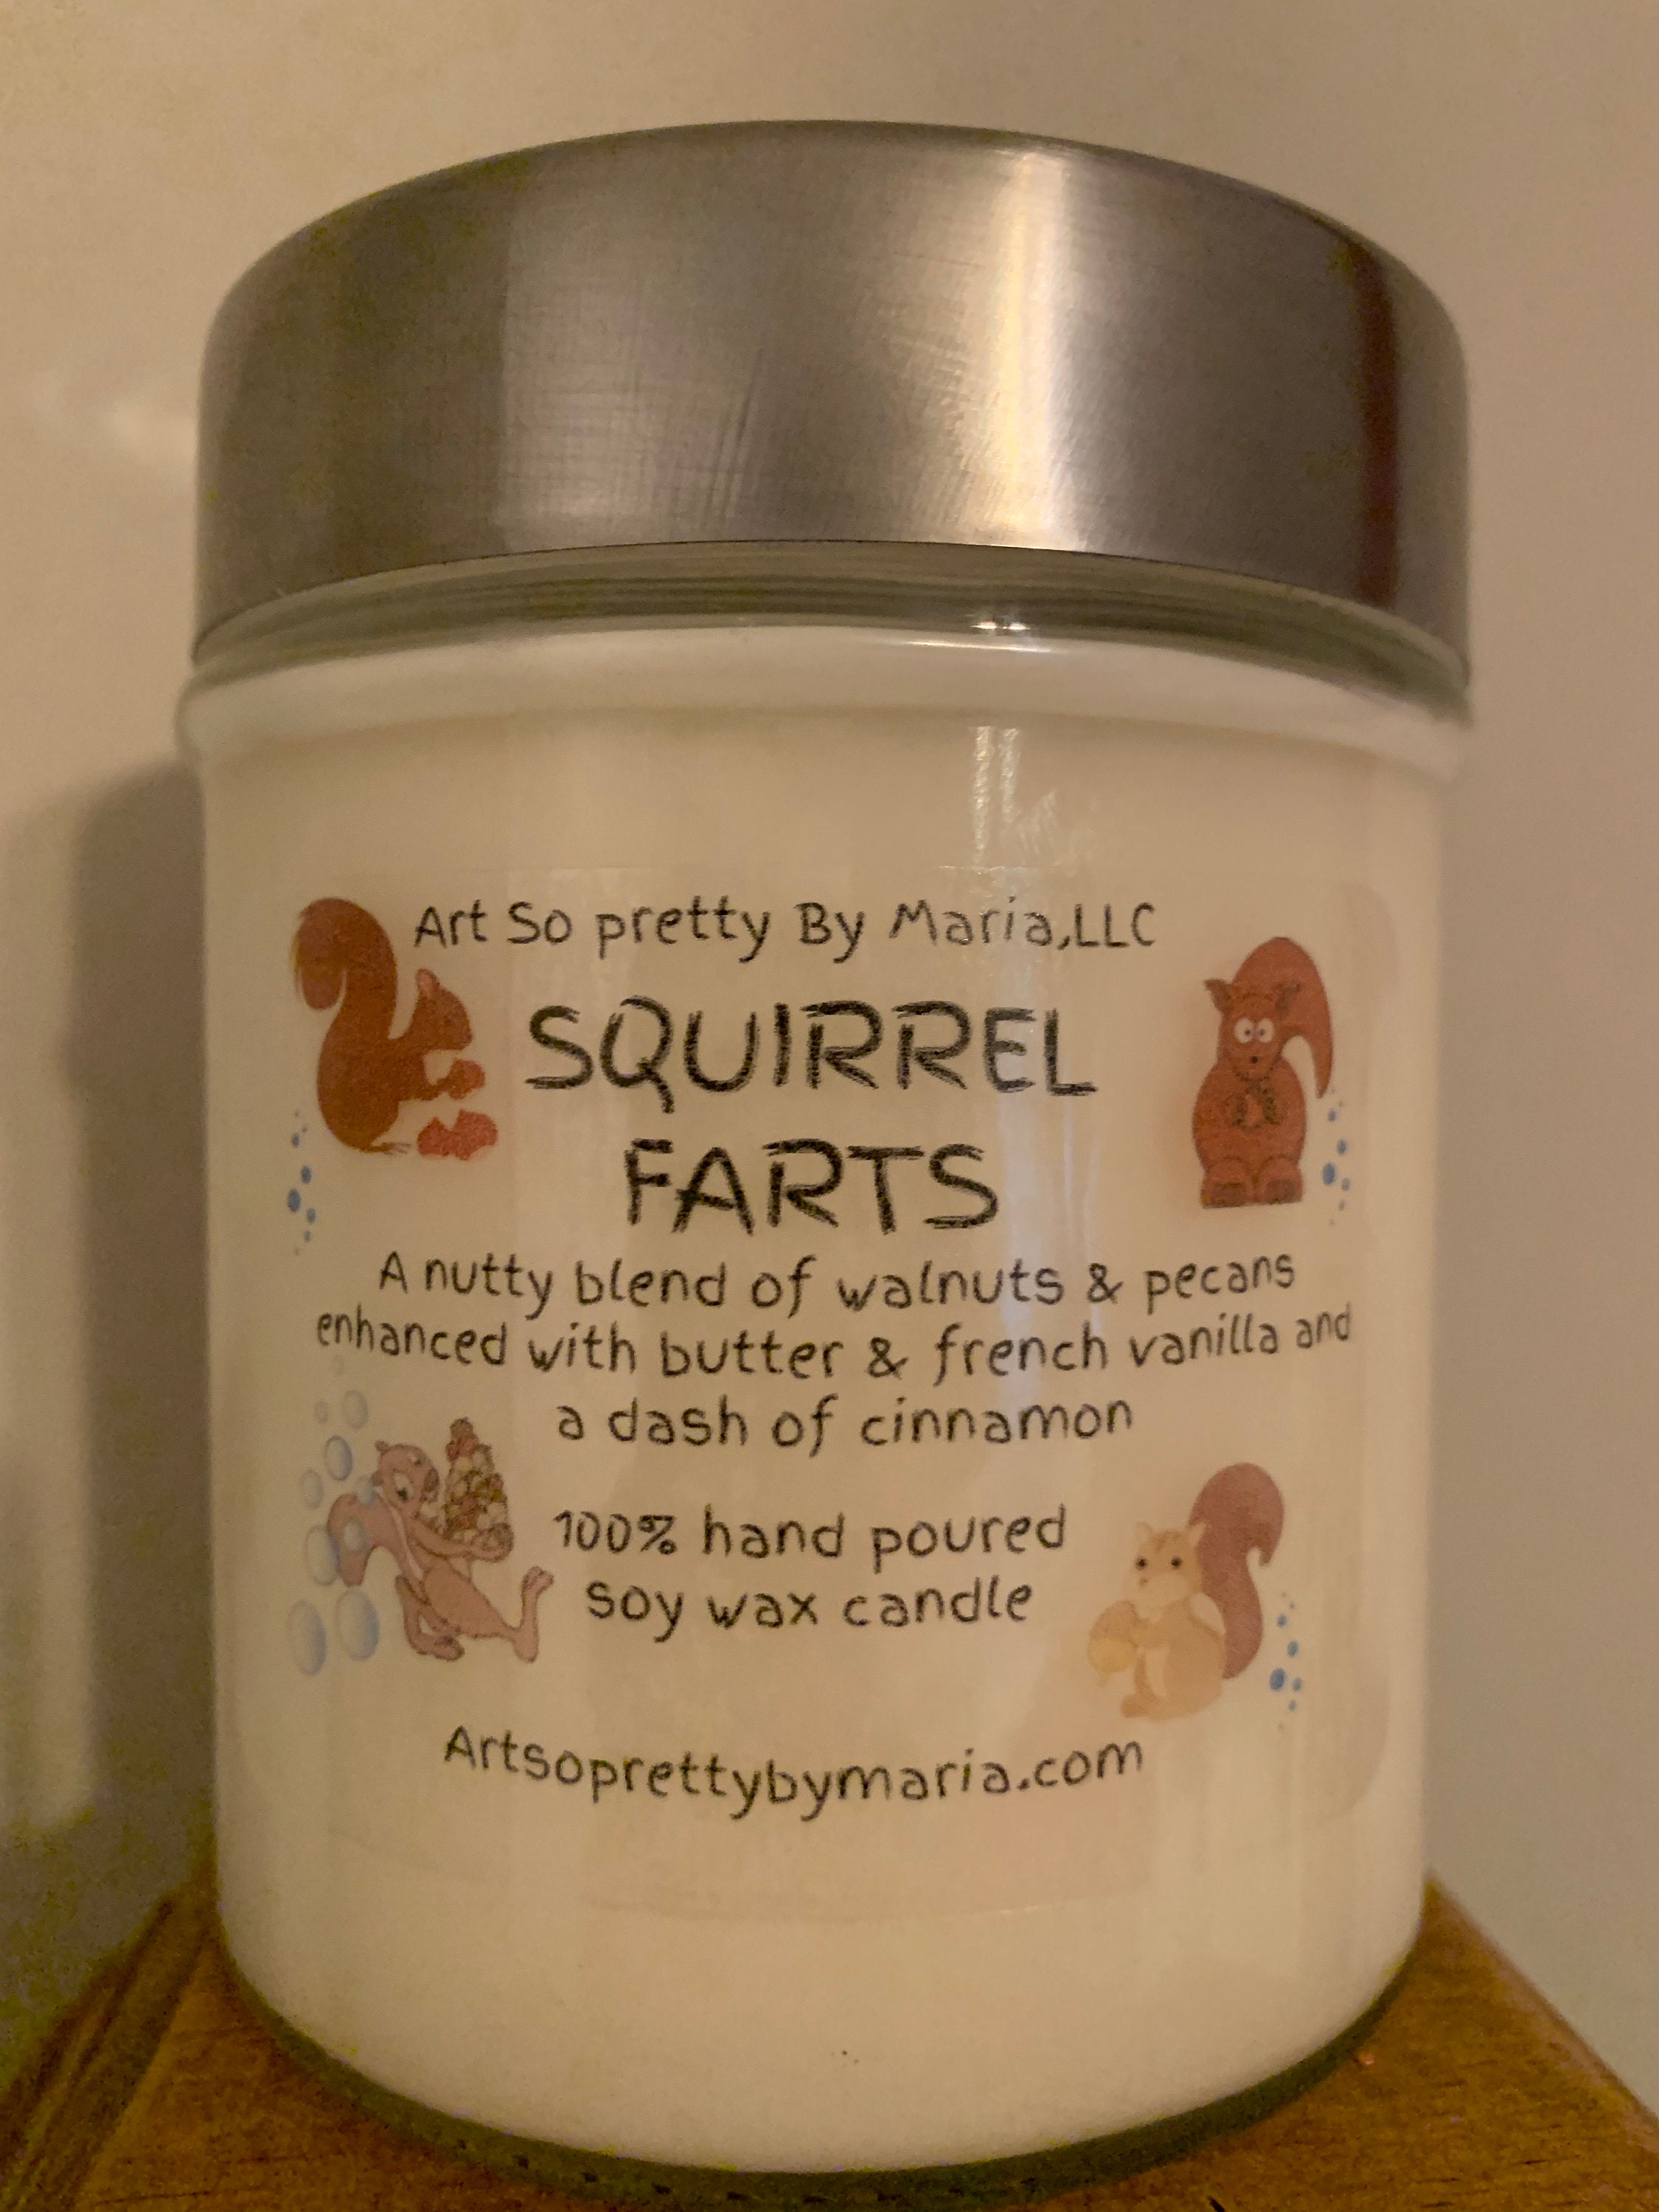 Art So pretty By Maria,LLC
SQUIRREL
FARTS
A nutty blend of walnuts & pecans
enhanced with butter & french vanilla and
a dash of cinnamon
100% hand poured
soy wax candle
Artsoprettybymaria.com